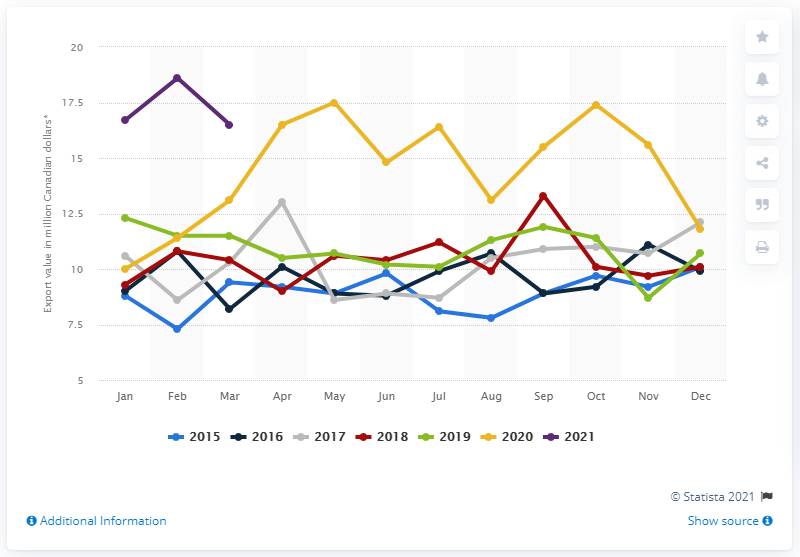 20
17.5
15
12.5
10
7.5
5
Export value in million Canadian dollars*
Jan Feb Mar Apr May Jun Jul Aug Sep Oct Nov Dec
2015 2016 2017 2018 2019 2020 2021
© Statista 2021
Additional Information
Show source